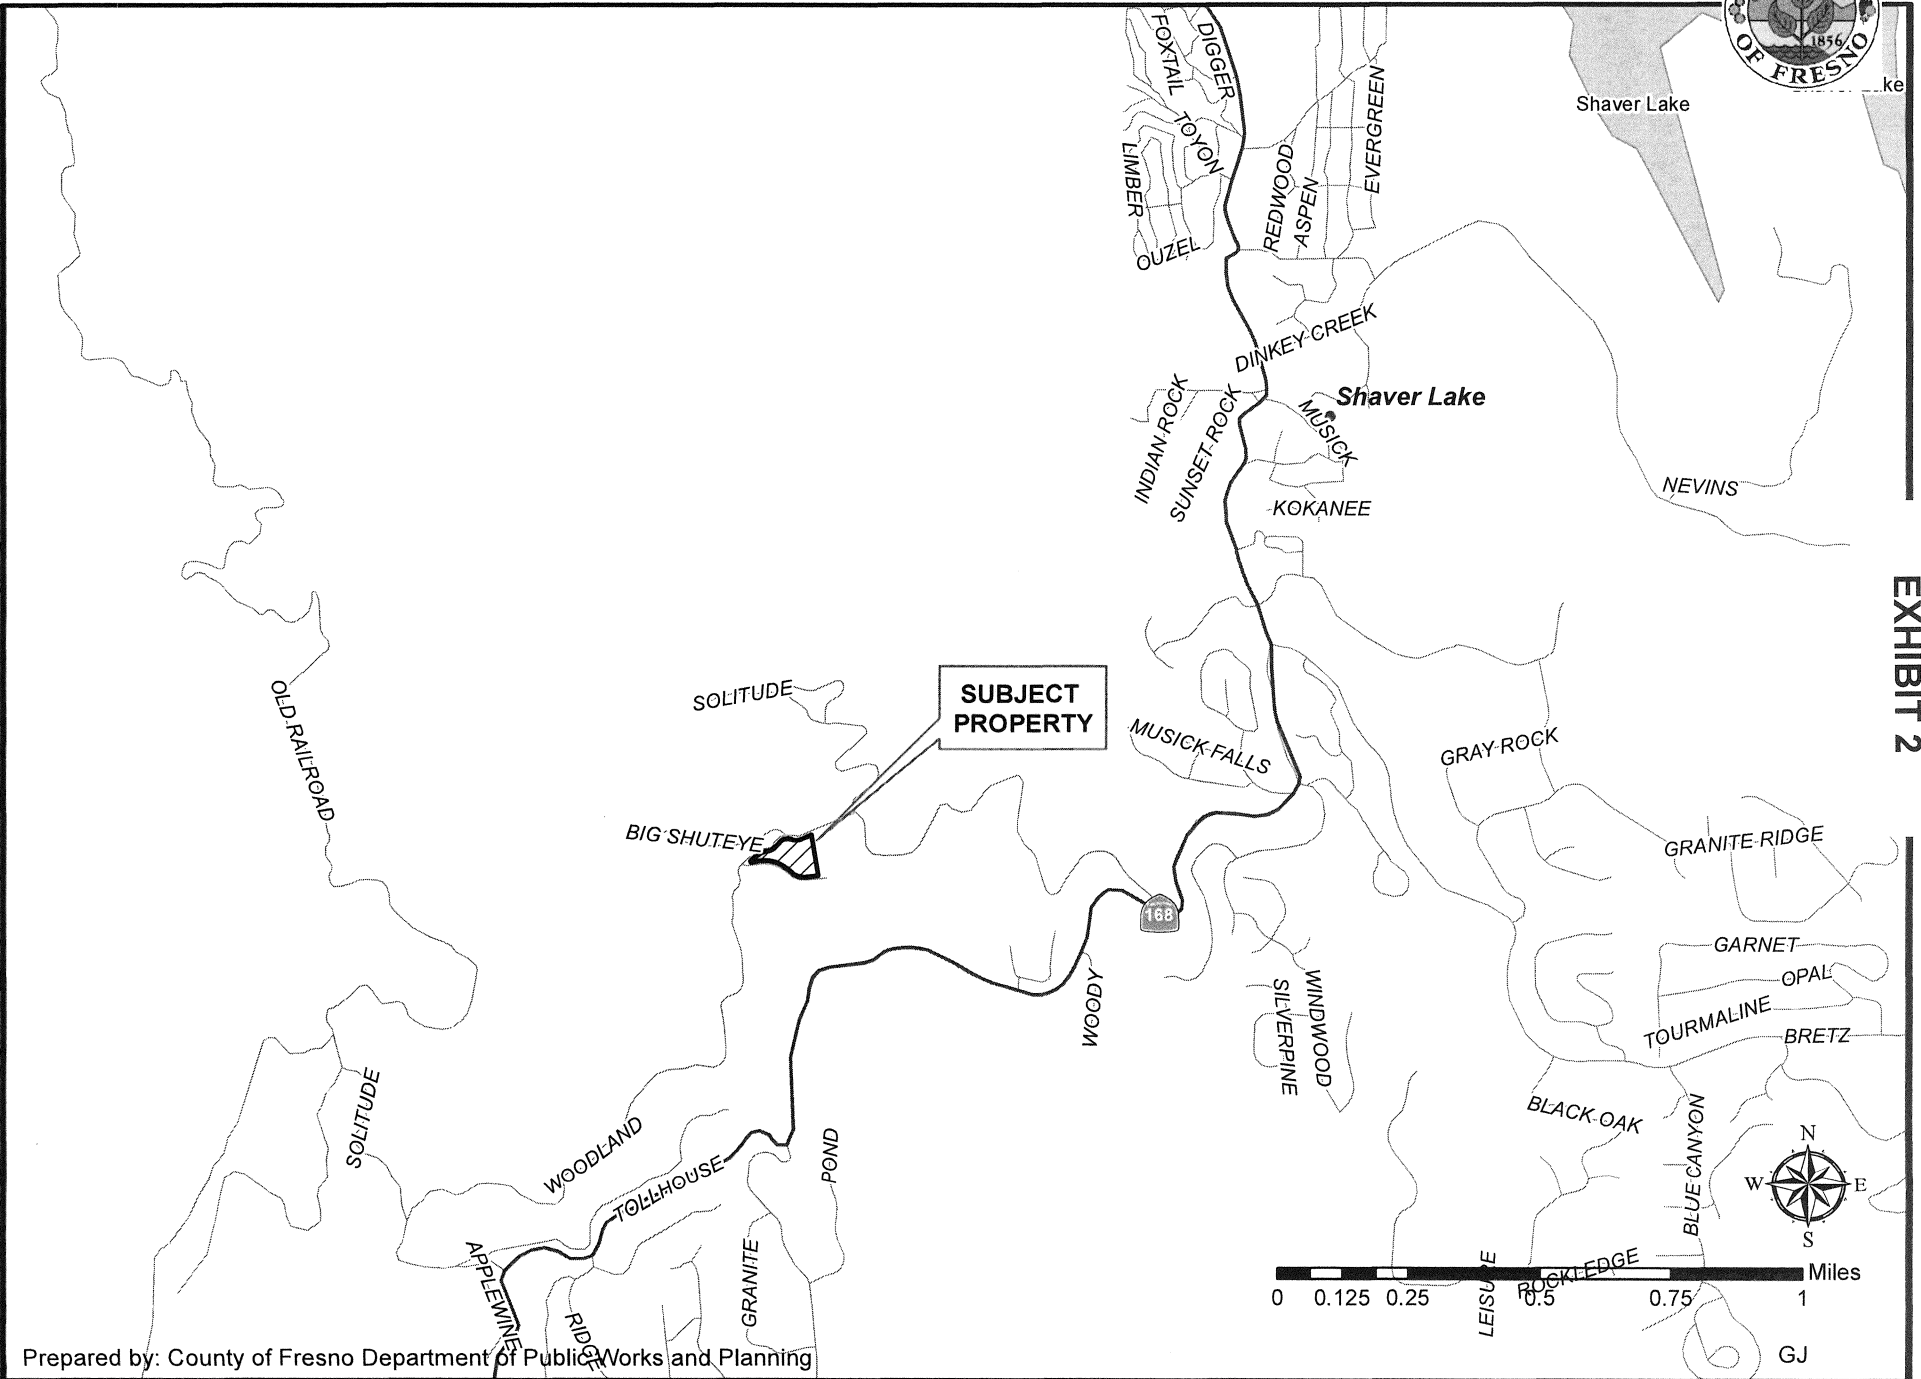 FOXTAIL
DIGGER
TOYON
LIMBER
OUZEL
REDWOOD
ASPEN
EVERGREEN
1856
OF FRESNO
ke
Shaver Lake
DINKEY CREEK
INDIAN ROCK
SUNSET ROCK
Shaver Lake
MUSICK
KOKANEE
NEVINS
EXHIBIT 2
SOLITUDE
SUBJECT
PROPERTY
OLD RAILROAD
MUSICK FALLS
GRAY ROCK
BIG SHUTEYE
GRANITE RIDGE
168
GARNET
OPAL
TOURMALINE
BRETZ
WOODY
SILVERPINE
WINDWOOD
SOLITUDE
WOODLAND
TOLLHOUSE
POND
BLACK OAK
BLUE CANYON
N
W
E
S
APPLEWINE
RIDGE
GRANITE
LEISURE
ROCKLEDGE
Miles
0 0.125 0.25 0.5 0.75 1
Prepared by: County of Fresno Department of Public Works and Planning
GJ